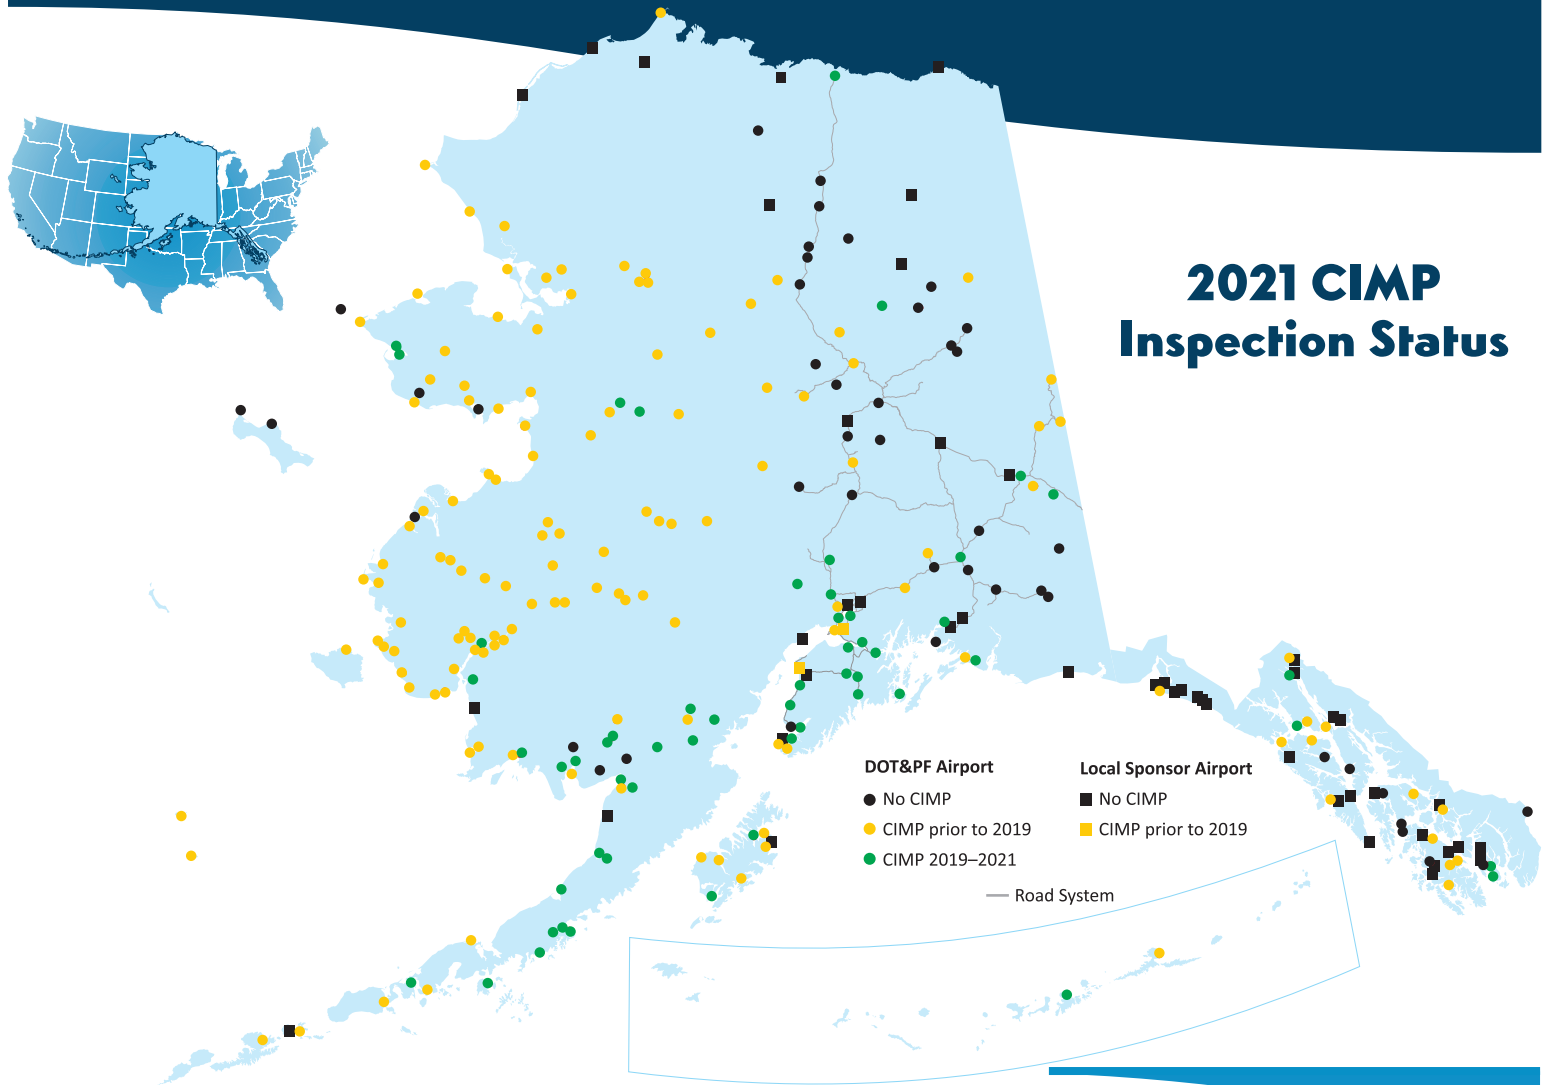 2021 CIMP
Inspection Status
DOT&PF Airport
No CIMP
CIMP prior to 2019
CIMP 2019–2021
Local Sponsor Airport
No CIMP
CIMP prior to 2019
Road System